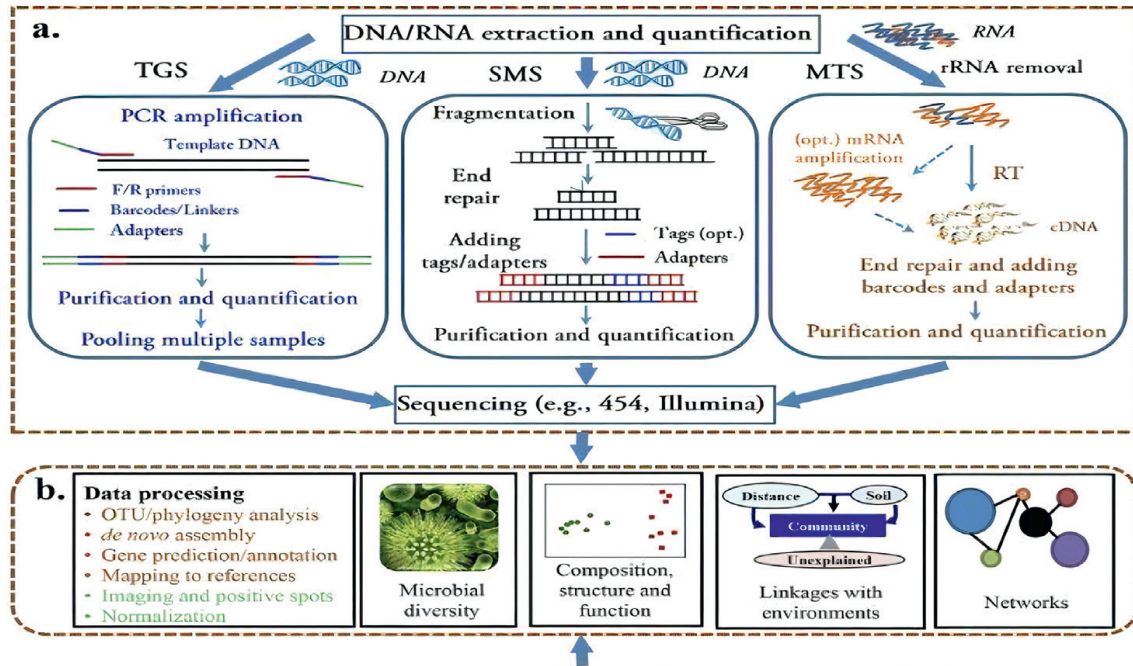 a.
DNA/RNA extraction and quantification
RNA
TGS
DNA
SMS
DNA
MTS
rRNA removal
PCR amplification
Template DNA
F/R primers
Barcodes/Linkers
Adapters
Purification and quantification
Pooling multiple samples
Fragmentation
End
repair
Adding
tags/adapters
Tags (opt.)
Adapters
Purification and quantification
(opt.) mRNA
amplification
RT
cDNA
End repair and adding
barcodes and adapters
Purification and quantification
Sequencing (e.g., 454, Illumina)
b.
Data processing
OTU/phylogeny analysis
de novo assembly
Gene prediction/annotation
Mapping to references
Imaging and positive spots
Normalization
Microbial
diversity
Composition,
structure and
function
Distance
Soil
Community
Unexplained
Linkages with
environments
Networks